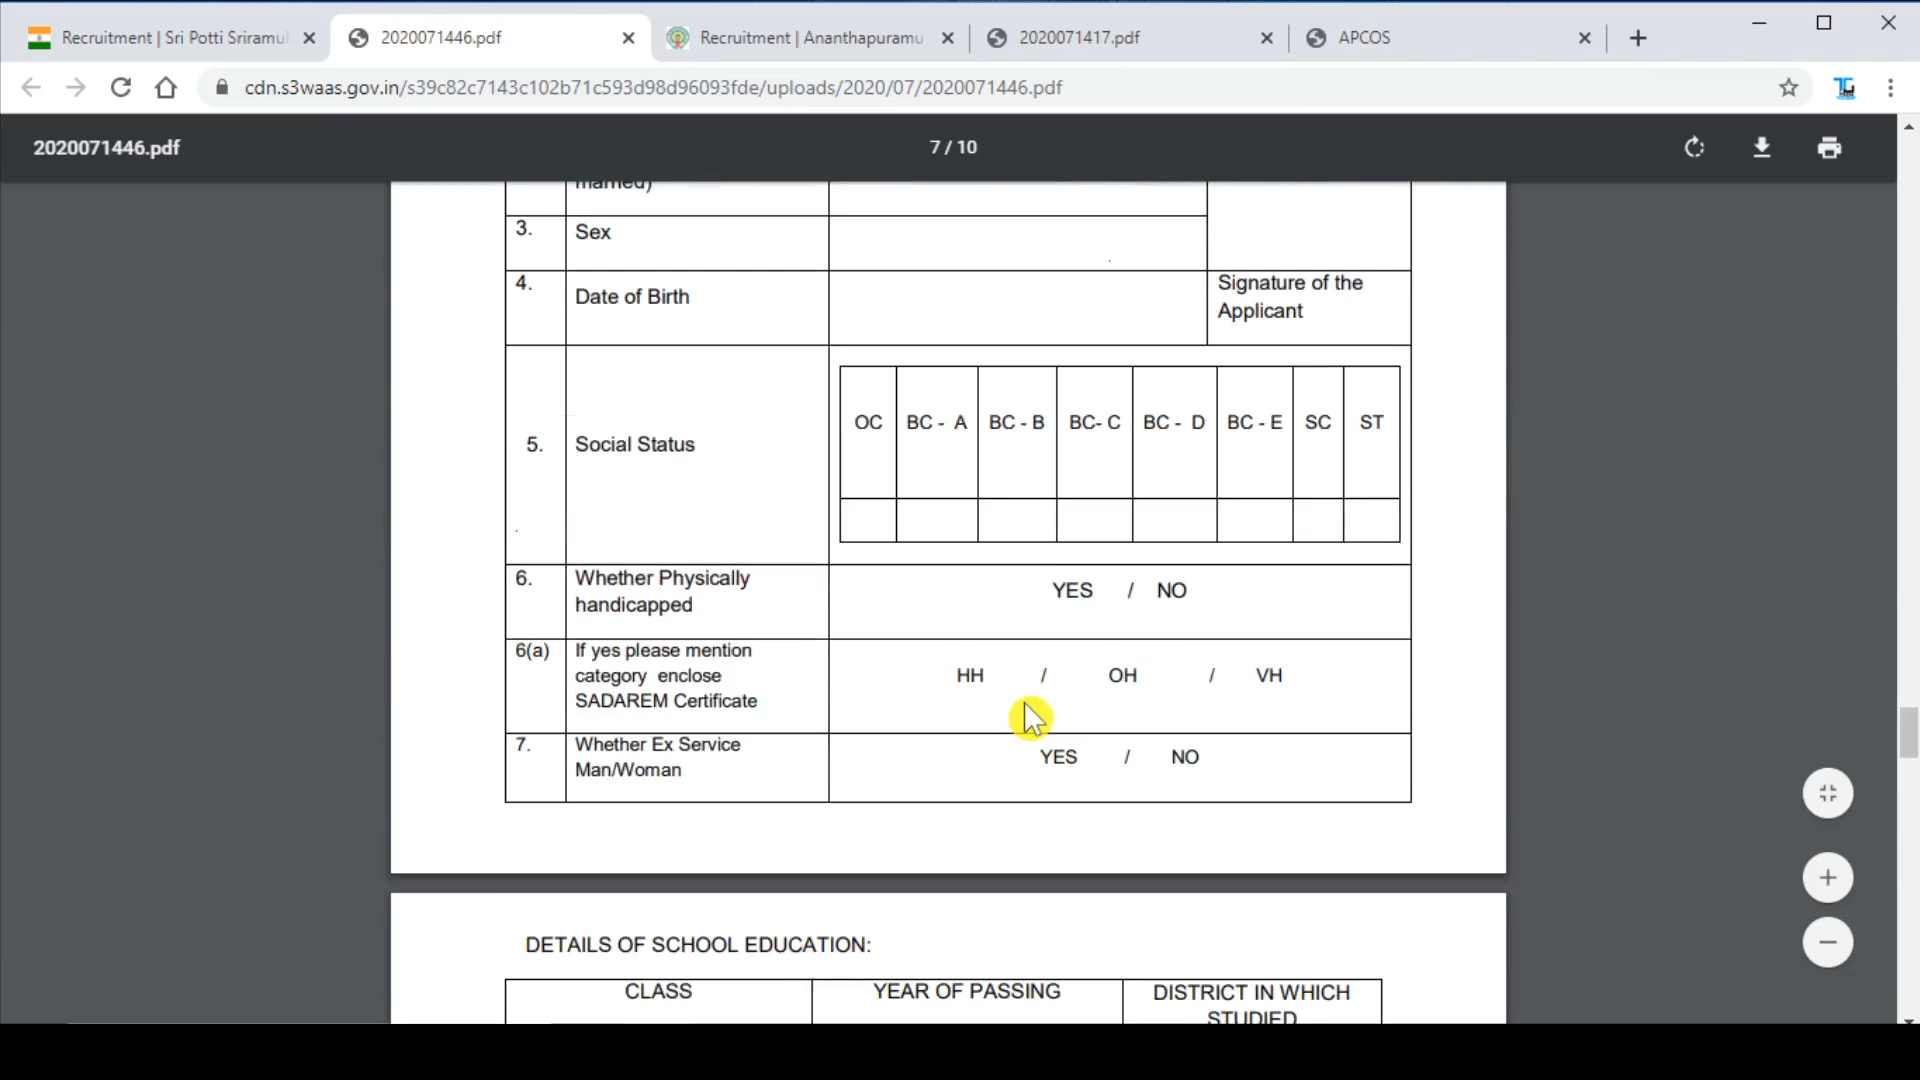 Recruitment | Sri Potti Sriramul
2020071446.pdf
Recruitment | Ananthapuramu
2020071417.pdf
APCOS
cdn.s3waas.gov.in/s39c82c7143c102b71c593d98d96093fde/uploads/2020/07/2020071446.pdf
2020071446.pdf
7 / 10
married)
3. Sex
4. Date of Birth
Signature of the
Applicant
5. Social Status
OC BC - A BC - B BC- C BC - D BC - E SC ST
6. Whether Physically
handicapped
YES / NO
6(a) If yes please mention
category enclose
SADAREM Certificate
HH / OH / VH
7. Whether Ex Service
Man/Woman
YES / NO
DETAILS OF SCHOOL EDUCATION:
CLASS
YEAR OF PASSING
DISTRICT IN WHICH
STUDIED